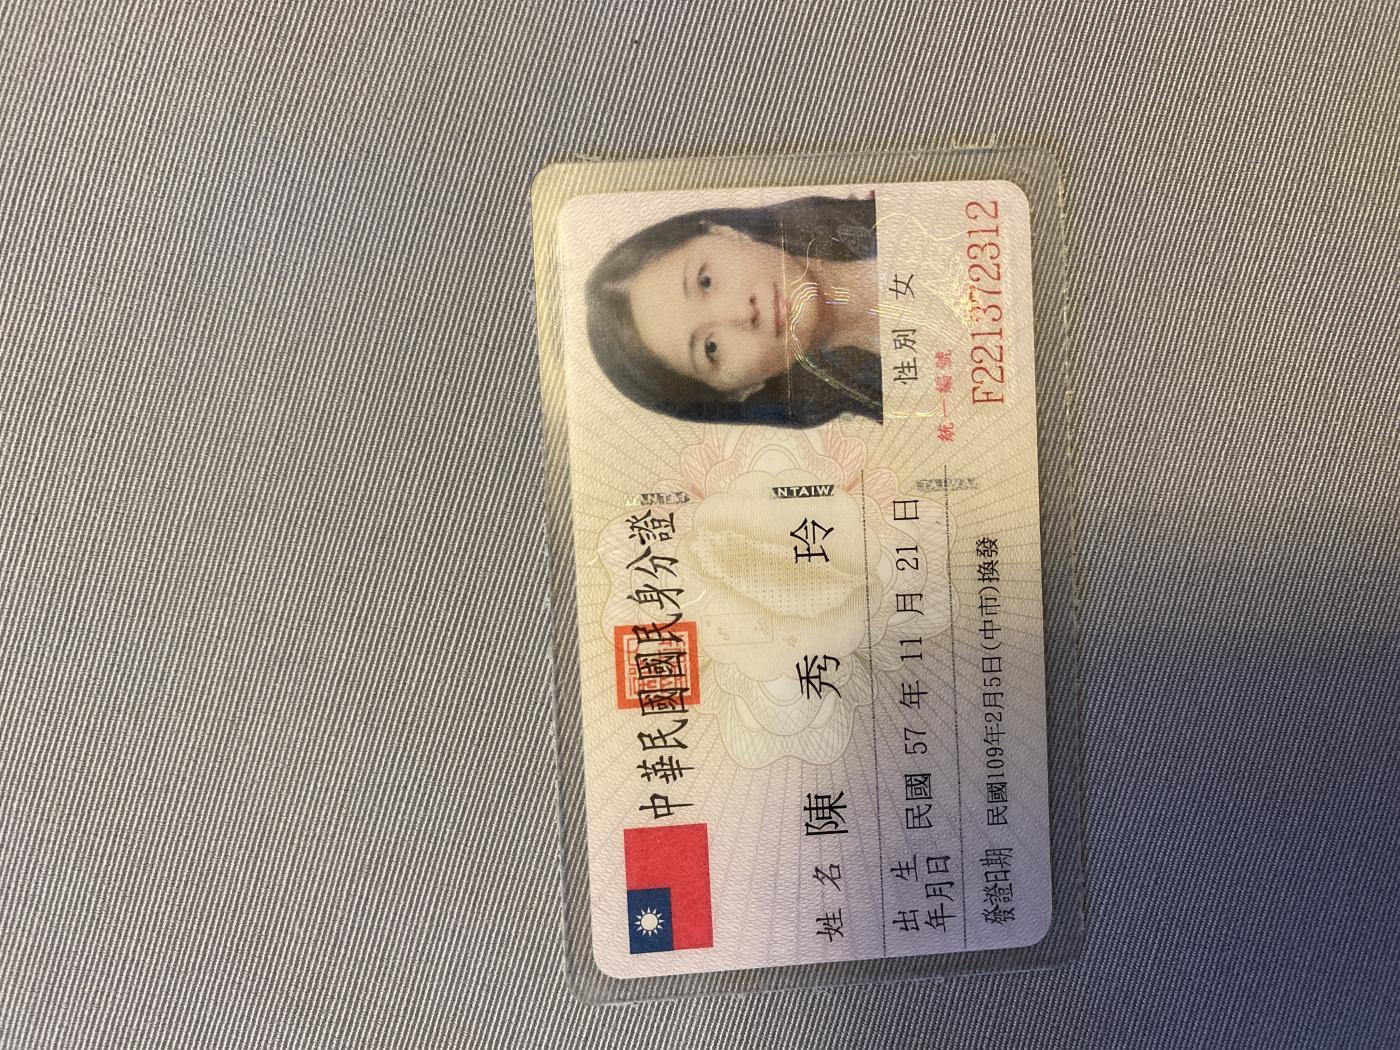 中華民國國民身分證
姓名 陳秀玲
出生年月日 民國 57 年 11 月 21 日
性別 女
發證日期 民國109年2月5日(中市)換發
統一編號
F221372312